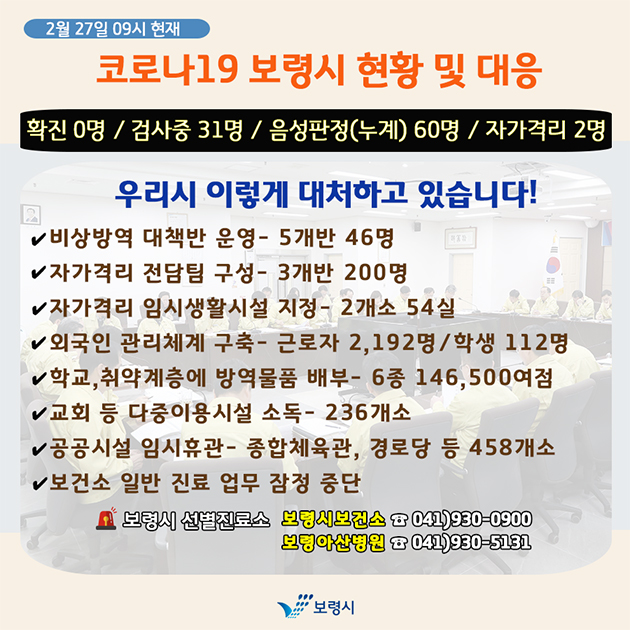 2월 27일 09시 현재
코로나19 보령시 현황 및 대응
확진 0명 / 검사중 31명 / 음성판정(누계) 60명 / 자가격리 2명
우리시 이렇게 대처하고 있습니다!
✔비상방역 대책반 운영- 5개반 46명
✔자가격리 전담팀 구성- 3개반 200명
✔자가격리 임시생활시설 지정- 2개소 54실
✔외국인 관리체계 구축- 근로자 2,192명/학생 112명
✔학교,취약계층에 방역물품 배부- 6종 146,500여점
✔교회 등 다중이용시설 소독- 236개소
✔공공시설 임시휴관- 종합체육관, 경로당 등 458개소
✔보건소 일반 진료 업무 잠정 중단
보령시 선별진료소 보령시보건소 ☎ 041)930-0900
보령아산병원 ☎ 041)930-5131
보령시